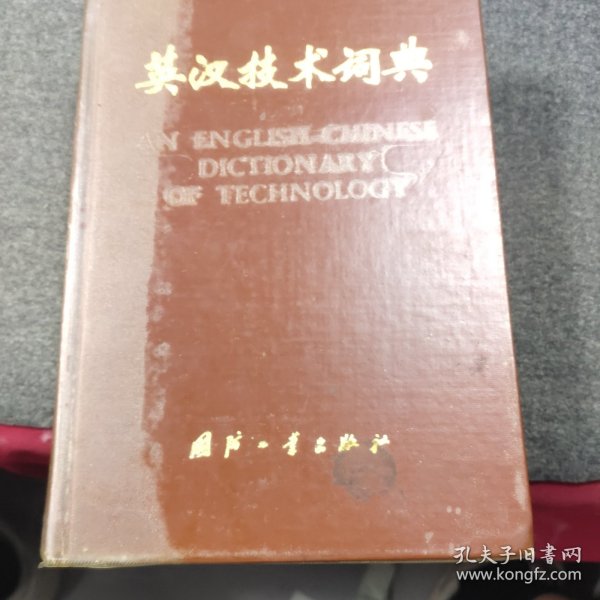 英汉技术词典
AN ENGLISH-CHINESE
DICTIONARY
OF TECHNOLOGY
国防工业出版社
孔夫子旧书网
www.kongfz.com